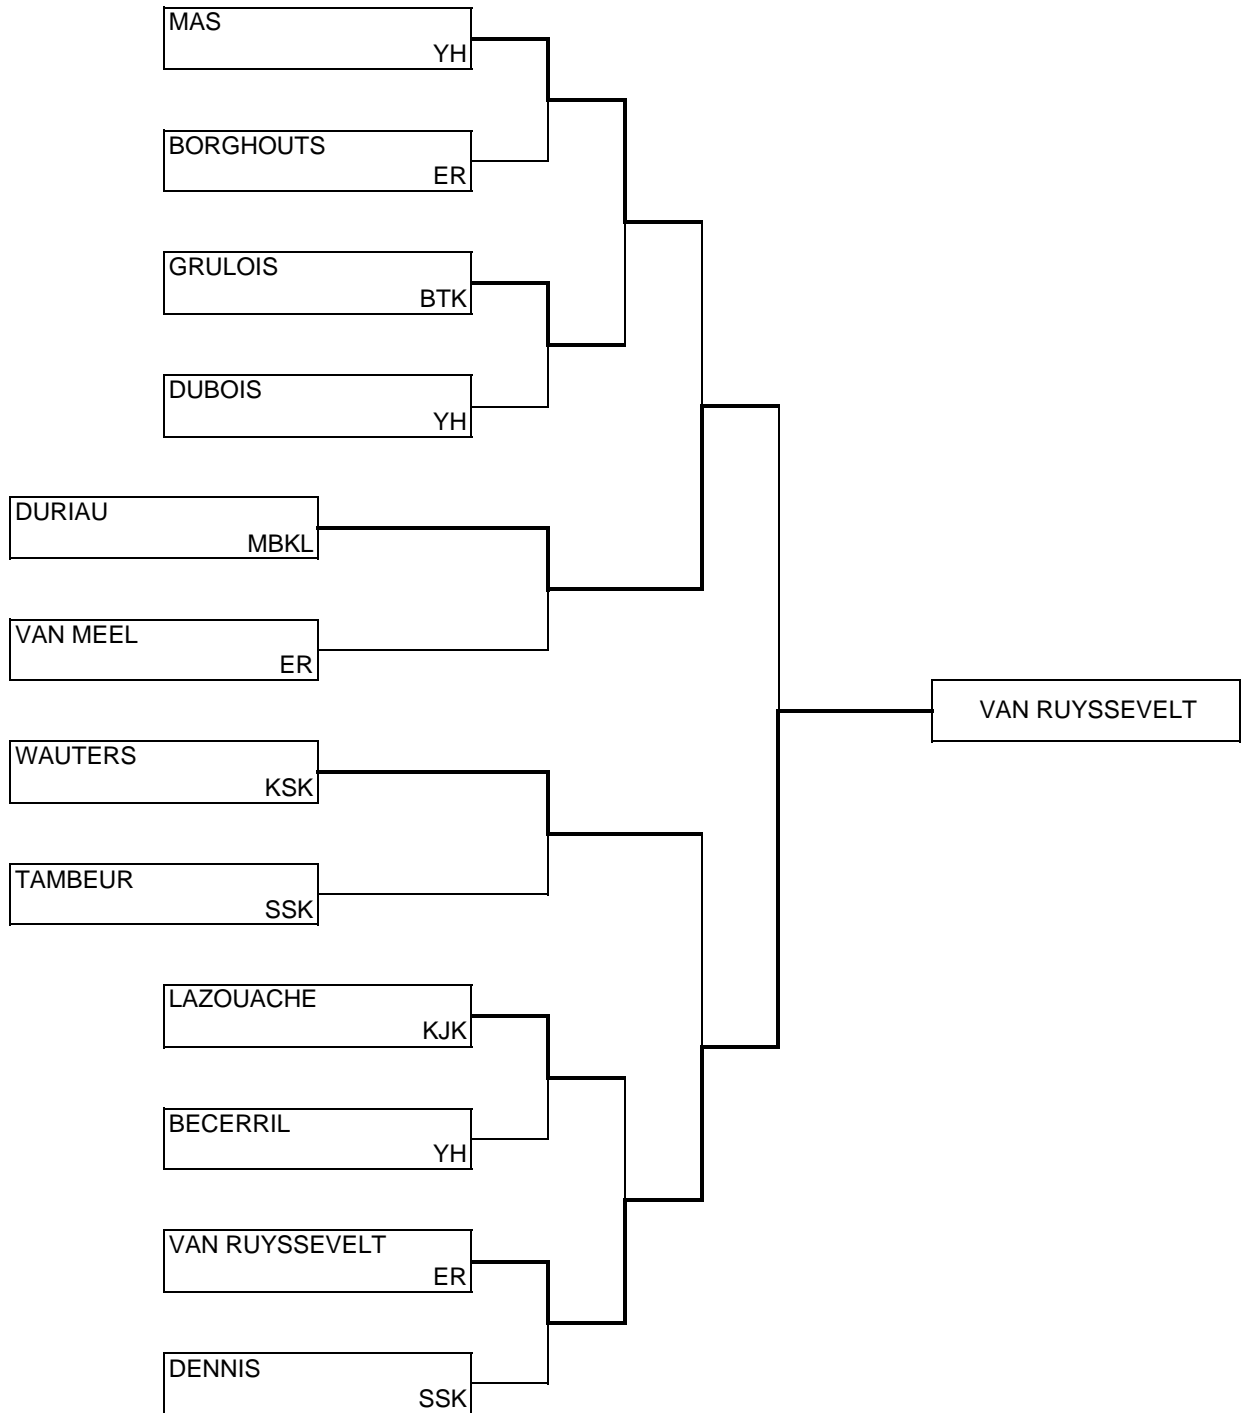 MAS
YH
BORGHOUTS
ER
GRULOIS
BTK
DUBOIS
YH
DURIAU
MBKL
VAN MEEL
ER
VAN RUYSSEVELT
WAUTERS
KSK
TAMBEUR
SSK
LAZOUACHE
KJK
BECERRIL
YH
VAN RUYSSEVELT
ER
DENNIS
SSK